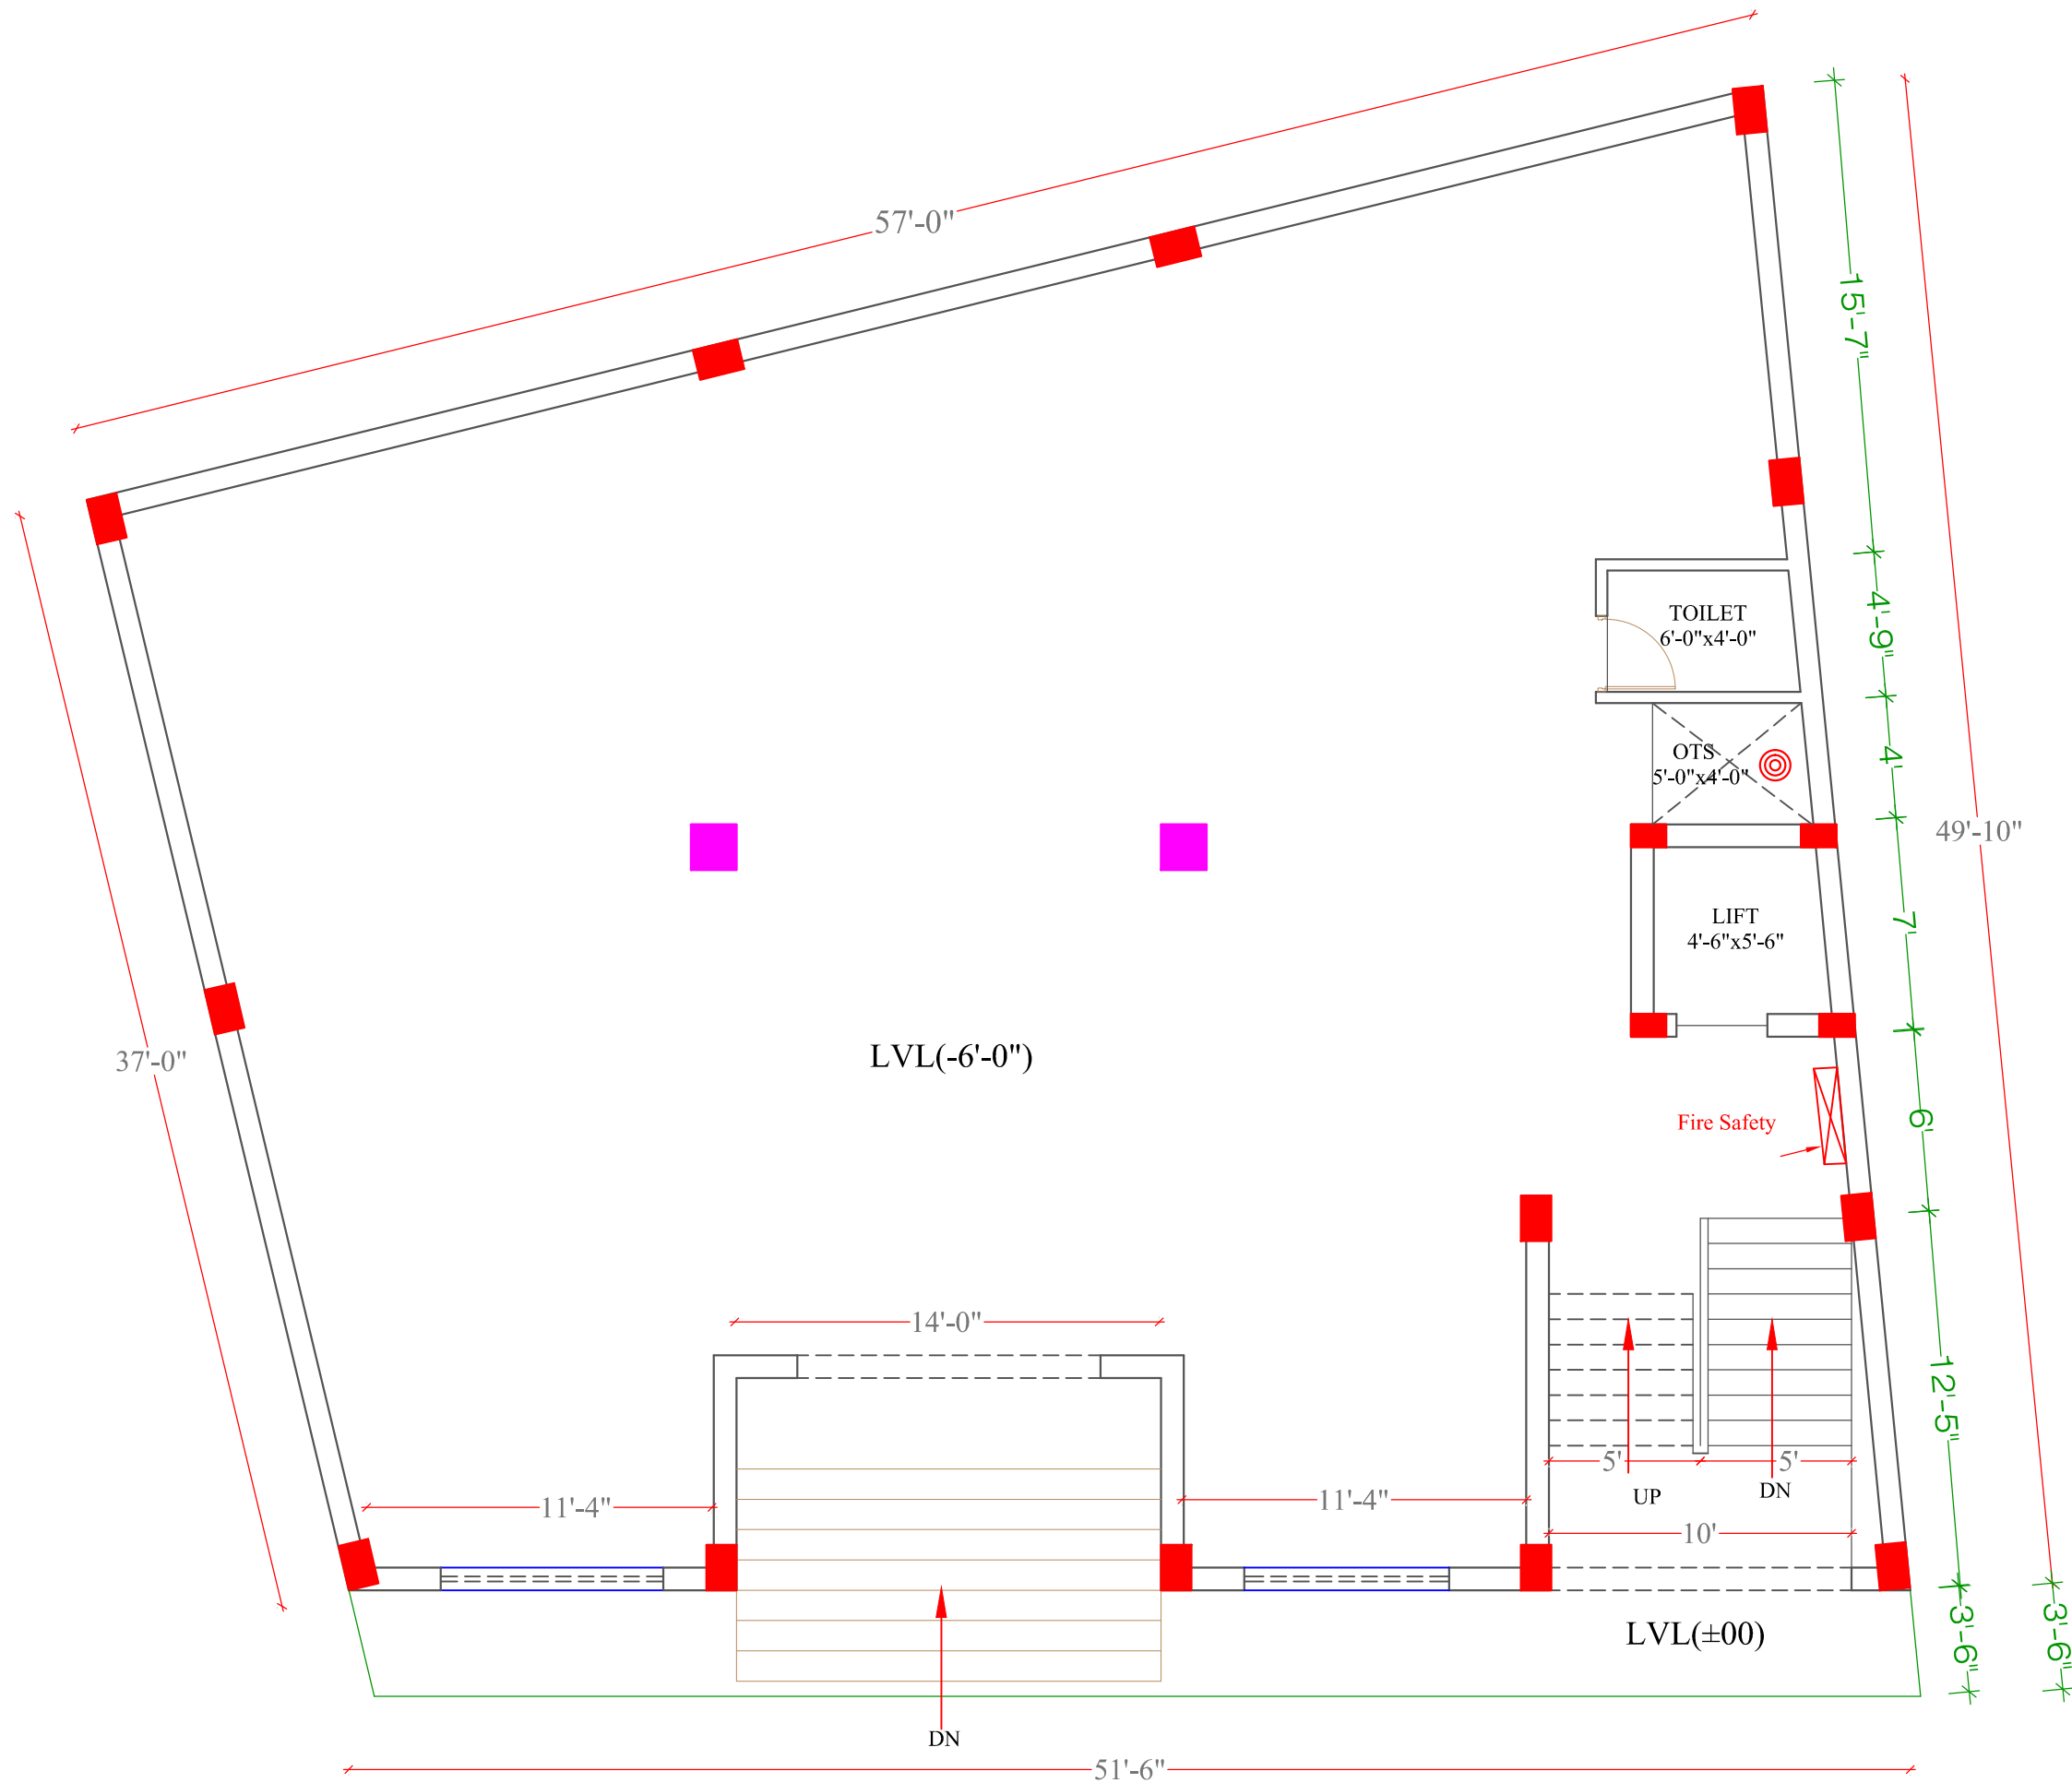 57'-0"
15'-7"
4'-9"
TOILET
6'-0"x4'-0"
OTS
5'-0"x4'-0"
4'
49'-10"
LIFT
4'-6"x5'-6"
7'
LVL(-6'-0")
37'-0"
Fire Safety
6'
14'-0"
12'-5"
5'
5'
UP
DN
11'-4"
11'-4"
10'
LVL(±00)
3'-6"
3'-6"
DN
51'-6"